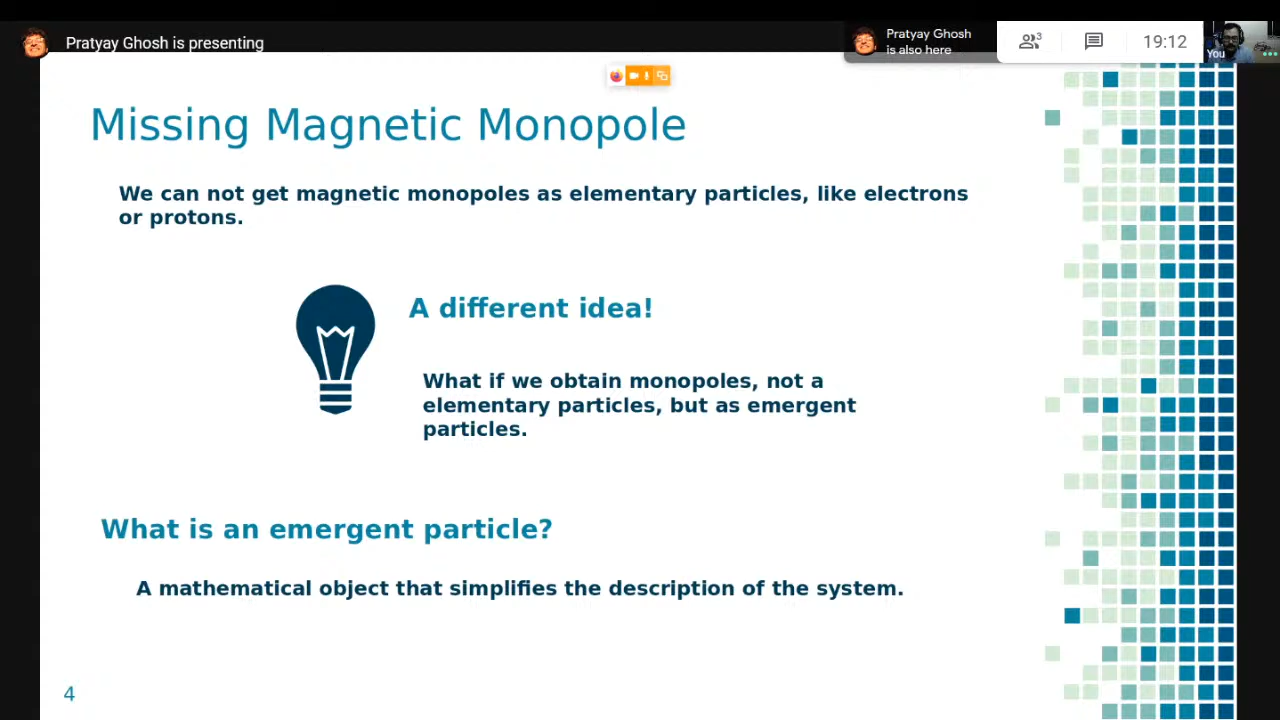 Pratyay Ghosh is presenting
Pratyay Ghosh
is also here
3
19:12
You
Missing Magnetic Monopole
We can not get magnetic monopoles as elementary particles, like electrons
or protons.
A different idea!
What if we obtain monopoles, not a
elementary particles, but as emergent
particles.
What is an emergent particle?
A mathematical object that simplifies the description of the system.
4